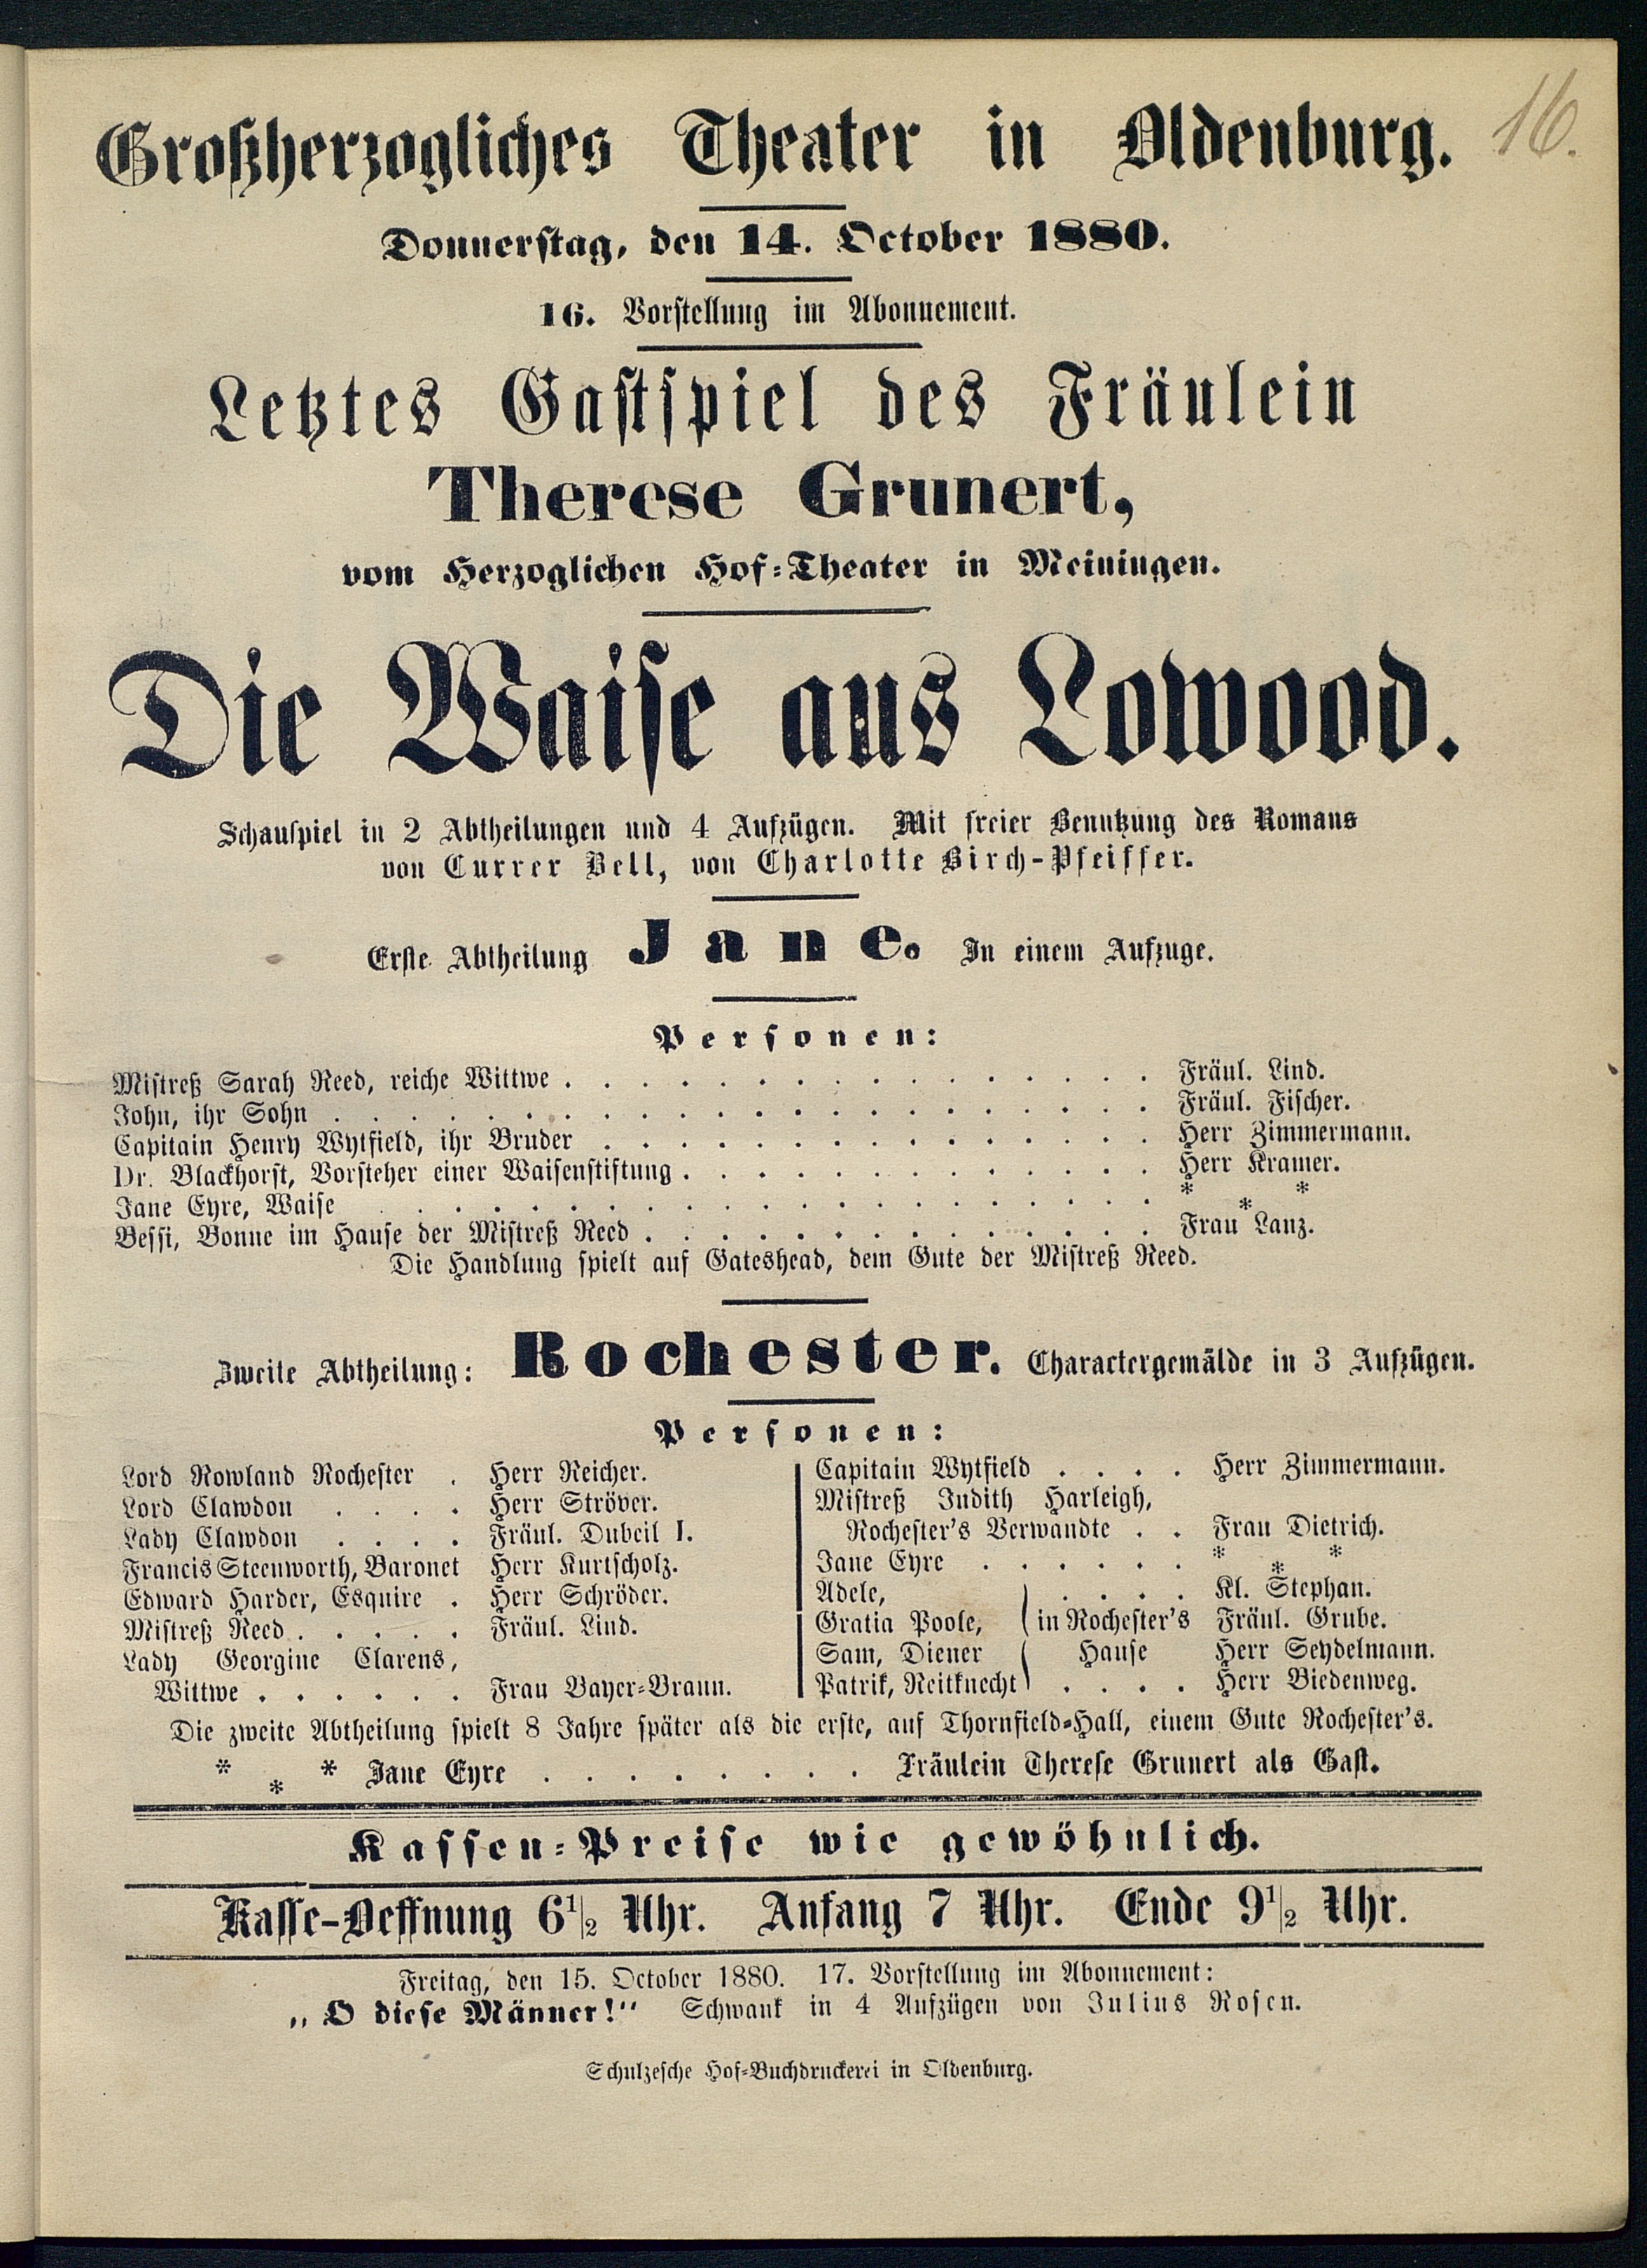 16.
Großherzogliches Theater in Oldenburg.
Donnerstag, den 14. October 1880.
16. Vorstellung im Abonnement.
Letztes Gastspiel des Fräulein
Therese Grunert,
vom Herzoglichen Hof-Theater in Meiningen.
Die Waise aus Lowood.
Schauspiel in 2 Abtheilungen und 4 Aufzügen. Mit freier Benutzung des Romans
von Currer Bell, von Charlotte Birch-Pfeiffer.
Erste Abtheilung Jane. In einem Aufzuge.
Personen:
Mistreß Sarah Reed, reiche Wittwe . . . . . . . . . . . . . . . . Fräul. Lind.
John, ihr Sohn . . . . . . . . . . . . . . . . . . . . . . Fräul. Fischer.
Capitain Henry Wytfield, ihr Bruder . . . . . . . . . . . . . . . Herr Zimmermann.
Dr. Blackhorst, Vorsteher einer Waisenstiftung . . . . . . . . . . . . . Herr Kramer.
Jane Eyre, Waise . . . . . . . . . . . . . . . . . . . . * * *
Bessi, Bonne im Hause der Mistreß Reed . . . . . . . . . . . . . . Frau Lanz.
Die Handlung spielt auf Gateshead, dem Gute der Mistreß Reed.
Zweite Abtheilung: Rochester. Charactergemälde in 3 Aufzügen.
Personen:
Lord Rowland Rochester . Herr Reicher.
Lord Clawdon . . . . Herr Ströver.
Lady Clawdon . . . . Fräul. Dubeil I.
Francis Steenworth, Baronet Herr Kurtscholz.
Edward Harder, Esquire . Herr Schröder.
Mistreß Reed . . . . . Fräul. Lind.
Lady Georgine Clarens,
Wittwe . . . . . . Frau Bayer-Braun.
Capitain Wytfield . . . . Herr Zimmermann.
Mistreß Judith Harleigh,
Rochester's Verwandte . . Frau Dietrich.
Jane Eyre . . . . . . * * *
Adele, . . . . Kl. Stephan.
Gratia Poole, in Rochester's Fräul. Grube.
Sam, Diener Hause Herr Seydelmann.
Patrik, Reitknecht . . . . Herr Biedenweg.
Die zweite Abtheilung spielt 8 Jahre später als die erste, auf Thornfield-Hall, einem Gute Rochester's.
* * * Jane Eyre . . . . . . . . . Fräulein Therese Grunert als Gast.
Kassen-Preise wie gewöhnlich.
Kasse-Oeffnung 6 1/2 Uhr. Anfang 7 Uhr. Ende 9 1/2 Uhr.
Freitag, den 15. October 1880. 17. Vorstellung im Abonnement:
„O diese Männer!" Schwank in 4 Aufzügen von Julius Rosen.
Schulzesche Hof-Buchdruckerei in Oldenburg.